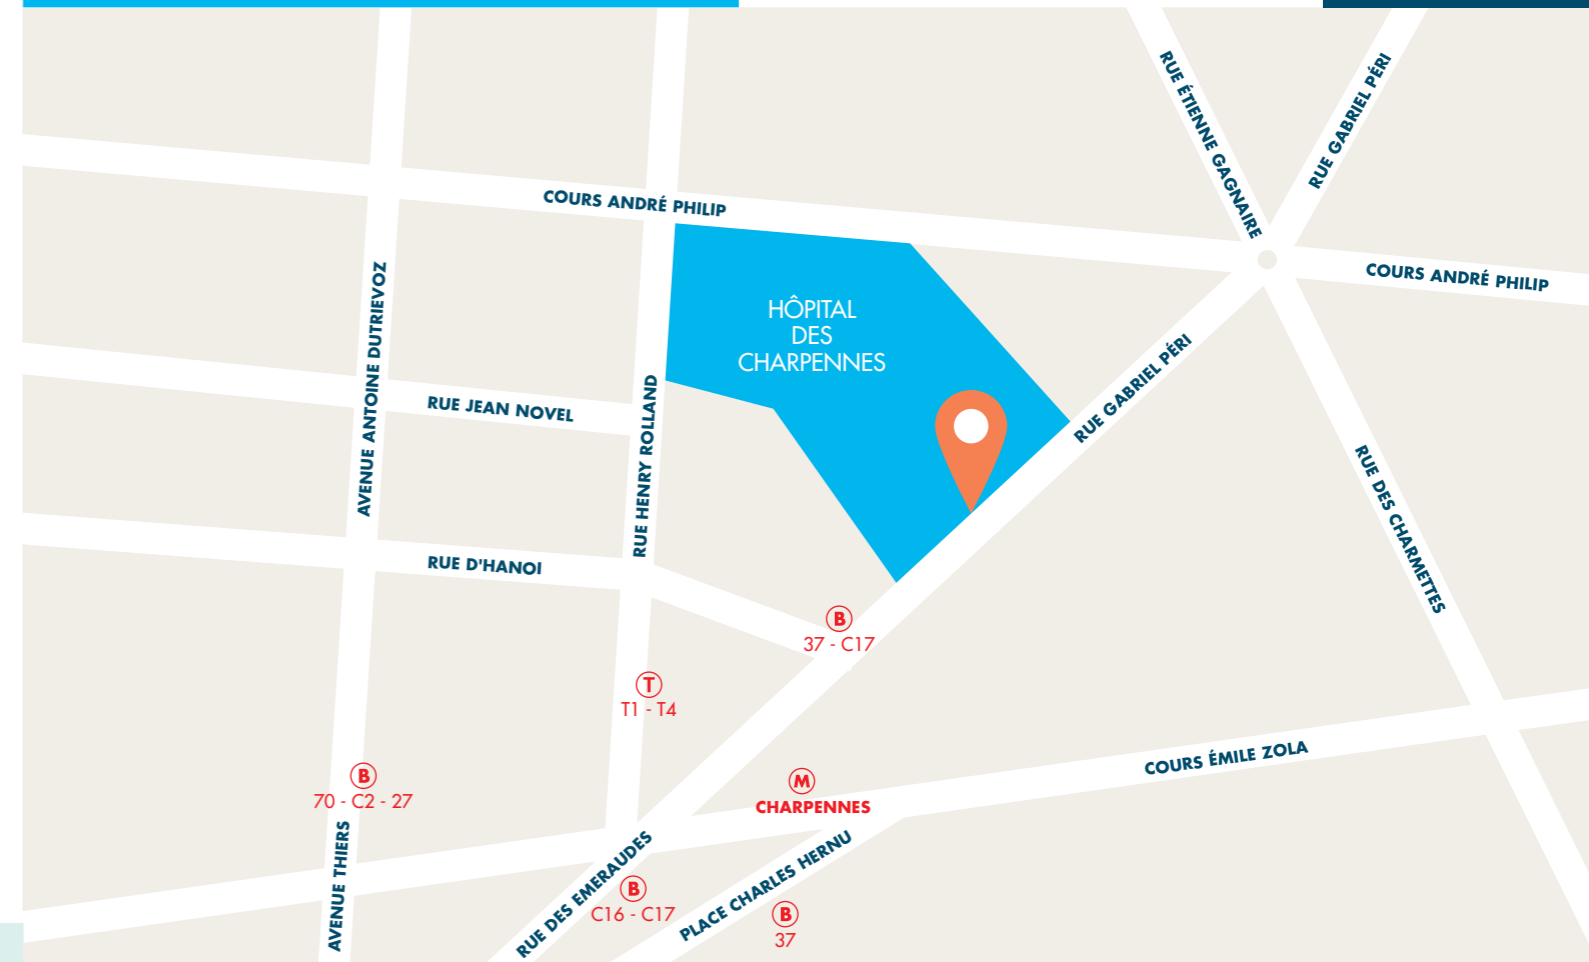 RUE ÉTIENNE GAGNAIRE
RUE GABRIEL PÉRI
COURS ANDRÉ PHILIP
COURS ANDRÉ PHILIP
AVENUE ANTOINE DUTRIEVOZ
HÔPITAL
DES
CHARPENNES
RUE GABRIEL PÉRI
RUE JEAN NOVEL
RUE HENRY ROLLAND
RUE DES CHARMETTES
RUE D'HANOI
B
37 - C17
T
T1 - T4
B
70 - C2 - 27
M
CHARPENNES
COURS ÉMILE ZOLA
AVENUE THIERS
RUE DES EMERAUDES
PLACE CHARLES HERNU
B
C16 - C17
B
37